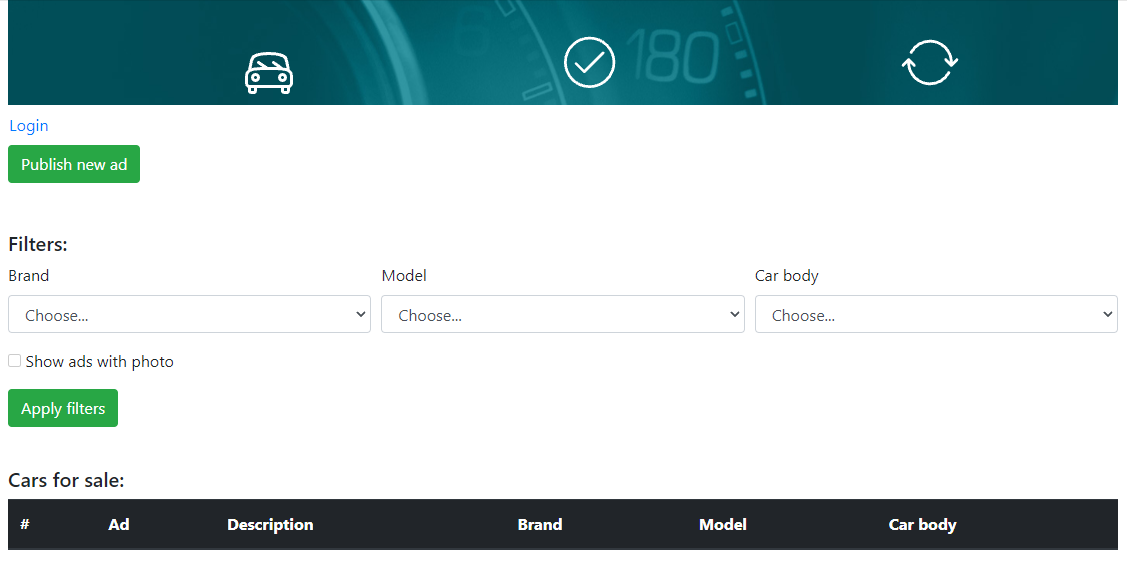 180
Login
Publish new ad
Filters:
Brand Model Car body
Choose... Choose... Choose...
Show ads with photo
Apply filters
Cars for sale:
# Ad Description Brand Model Car body